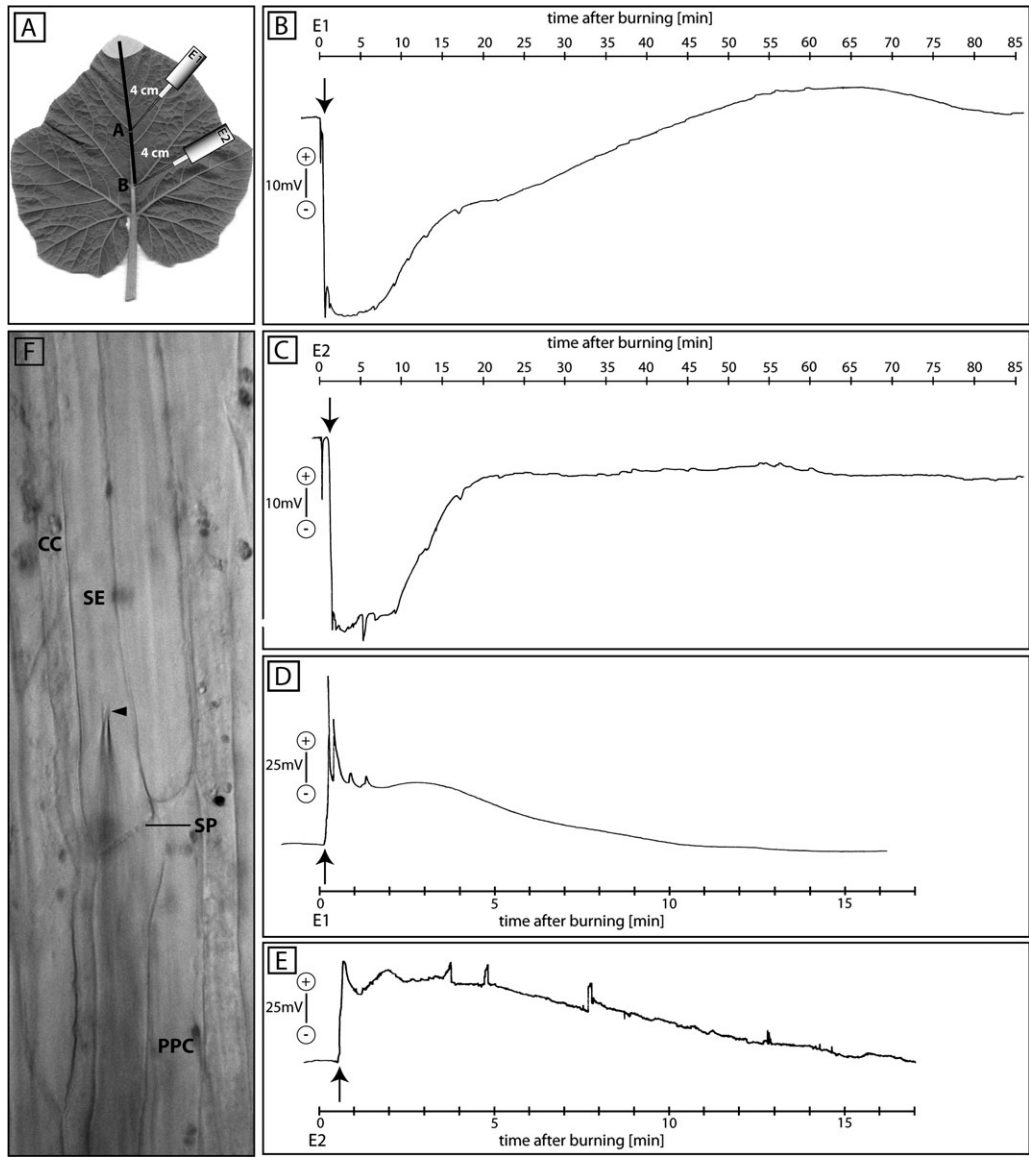 A
E1
4 cm
A
E2
4 cm
B
B
E1
time after burning [min]
0 5 10 15 20 25 30 35 40 45 50 55 60 65 70 75 80 85
+
10mV
-
C
E2
time after burning [min]
0 5 10 15 20 25 30 35 40 45 50 55 60 65 70 75 80 85
+
10mV
-
D
+
25mV
-
0 5 10 15
E1
time after burning [min]
E
+
25mV
-
0 5 10 15
E2
time after burning [min]
F
CC
SE
SP
PPC